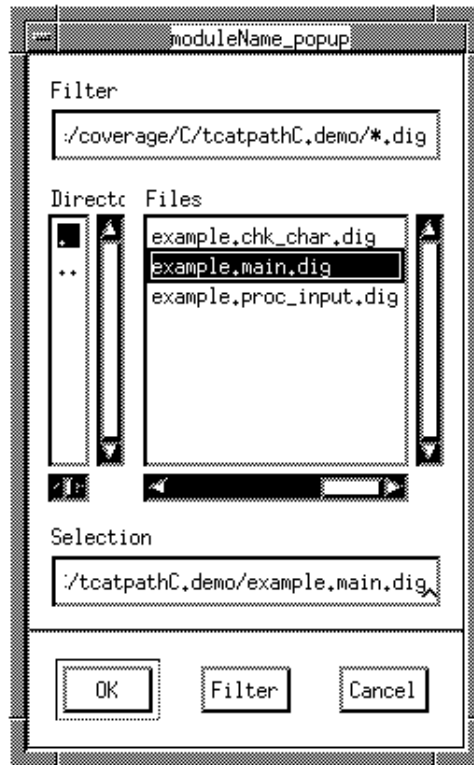 moduleName_popup
Filter
:/coverage/C/tcatpathC.demo/*.dig
Directo Files
. example.chk_char.dig
.. example.main.dig
example.proc_input.dig
Selection
:/tcatpathC.demo/example.main.dig
OK Filter Cancel